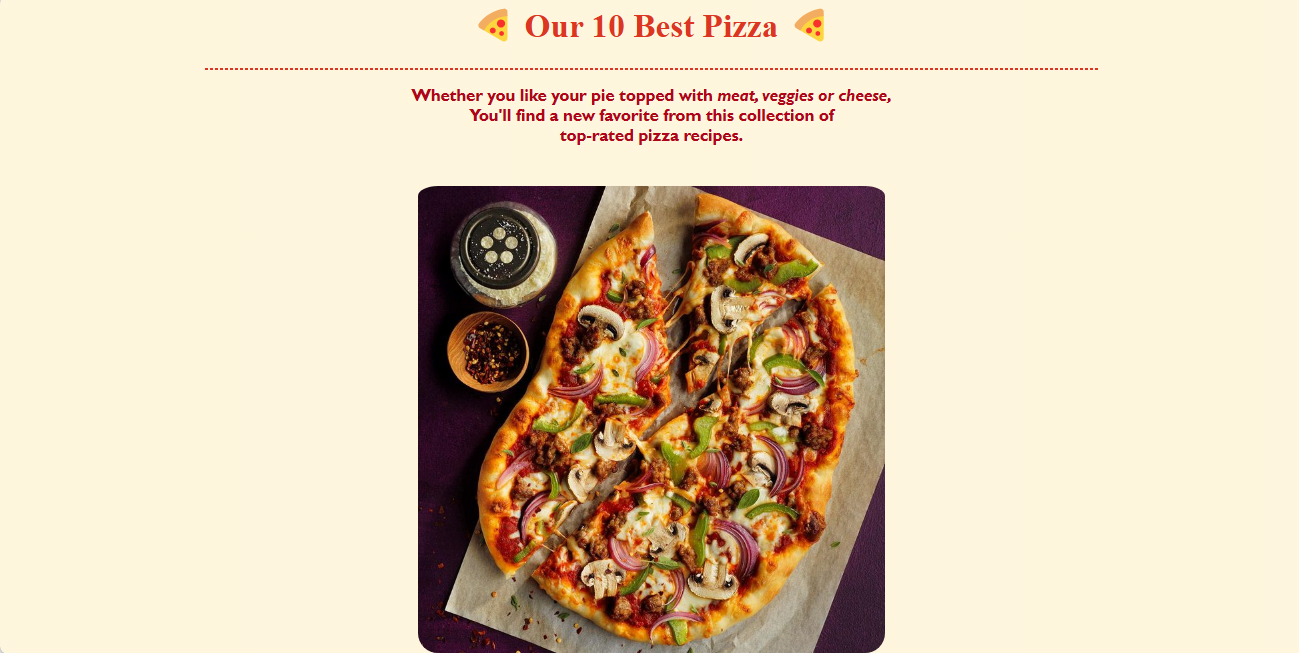 Our 10 Best Pizza
Whether you like your pie topped with meat, veggies or cheese,
You'll find a new favorite from this collection of
top-rated pizza recipes.